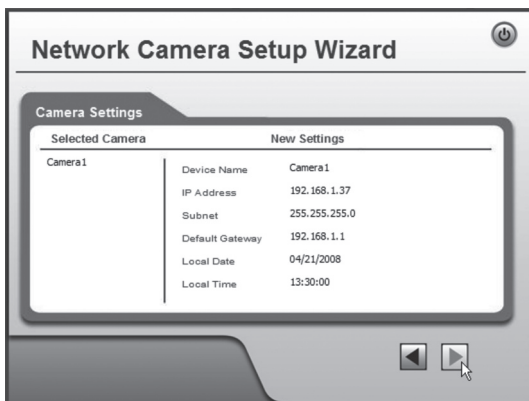 Network Camera Setup Wizard
Camera Settings
Selected Camera New Settings
Camera1
Device Name Camera1
IP Address 192.168.1.37
Subnet 255.255.255.0
Default Gateway 192.168.1.1
Local Date 04/21/2008
Local Time 13:30:00